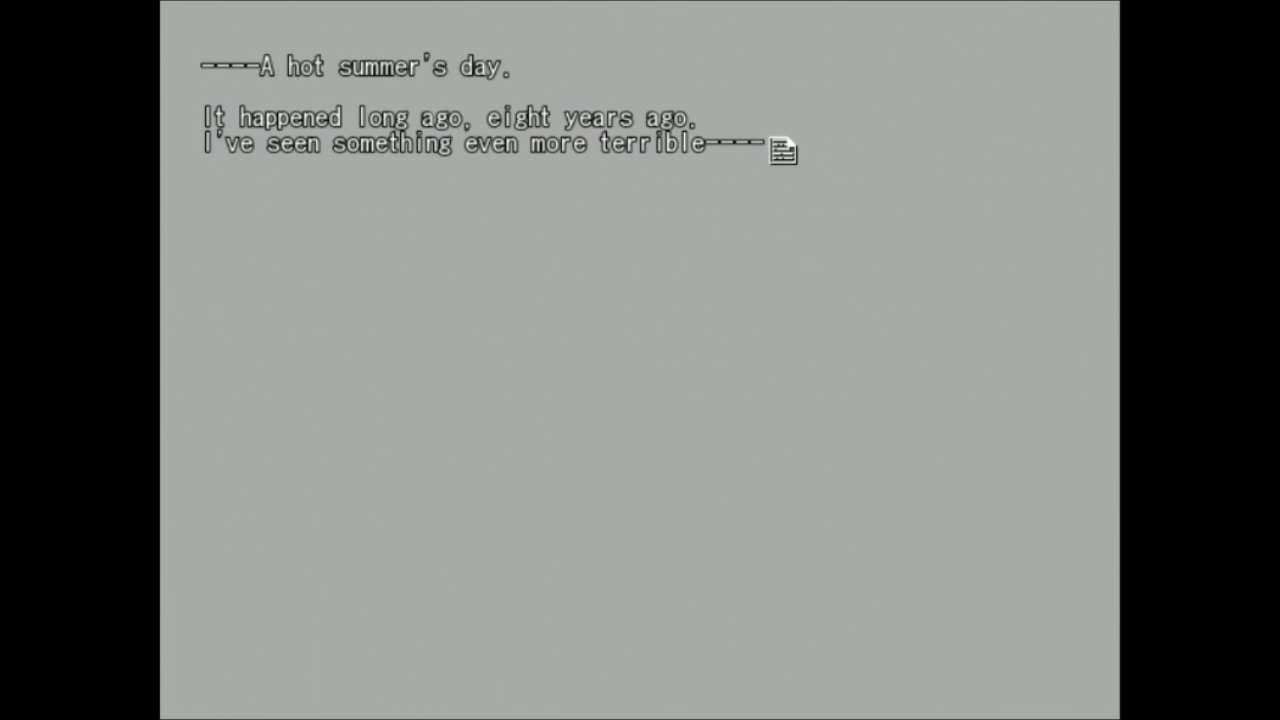 ────A hot summer's day.
It happened long ago, eight years ago.
I've seen something even more terrible────